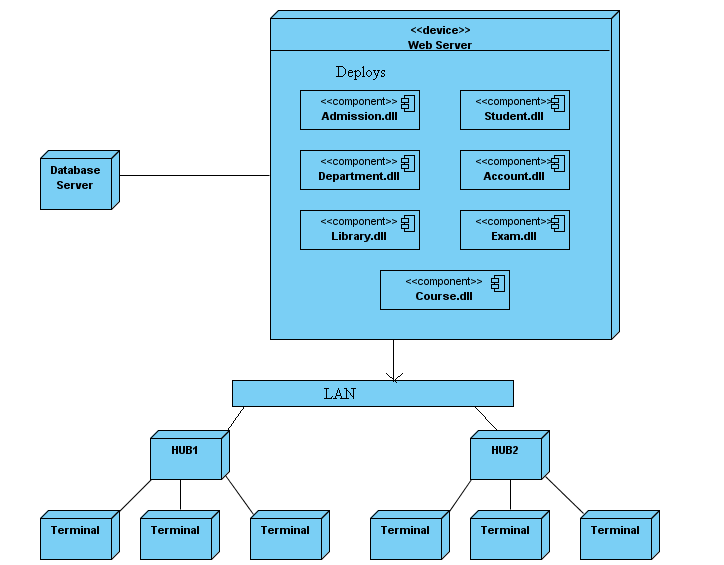 <<device>>
Web Server
Deploys
<<component>>
Admission.dll
<<component>>
Student.dll
<<component>>
Department.dll
<<component>>
Account.dll
<<component>>
Library.dll
<<component>>
Exam.dll
<<component>>
Course.dll
Database
Server
LAN
HUB1
HUB2
Terminal
Terminal
Terminal
Terminal
Terminal
Terminal